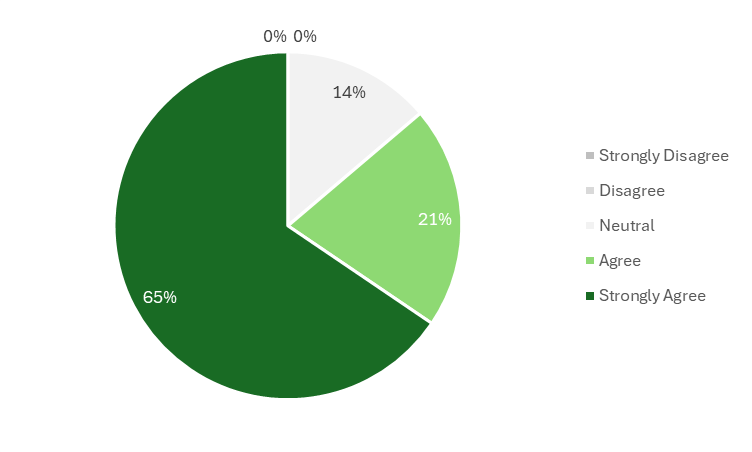 0% 0%
14%
21%
65%
Strongly Disagree
Disagree
Neutral
Agree
Strongly Agree